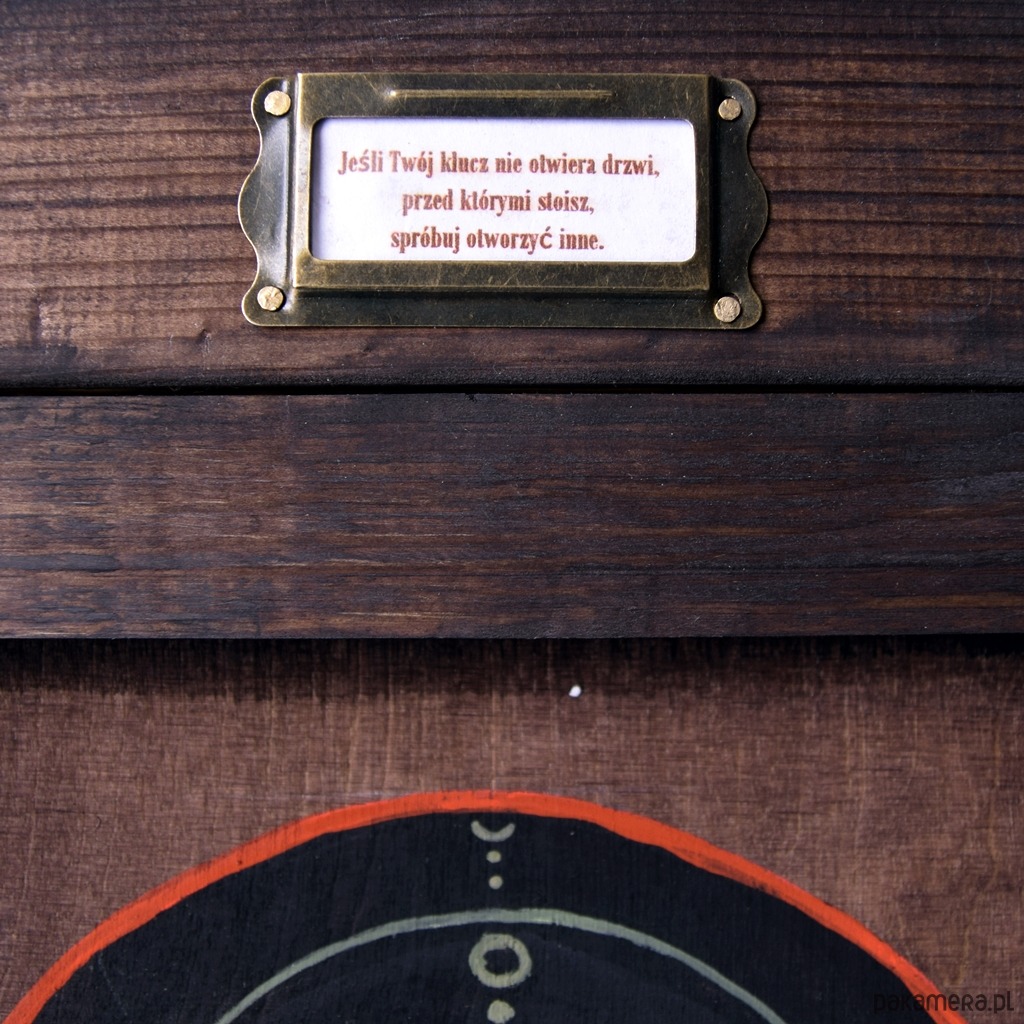 Jeśli Twój klucz nie otwiera drzwi,
przed którymi stoisz,
spróbuj otworzyć inne.
pakamera.pl